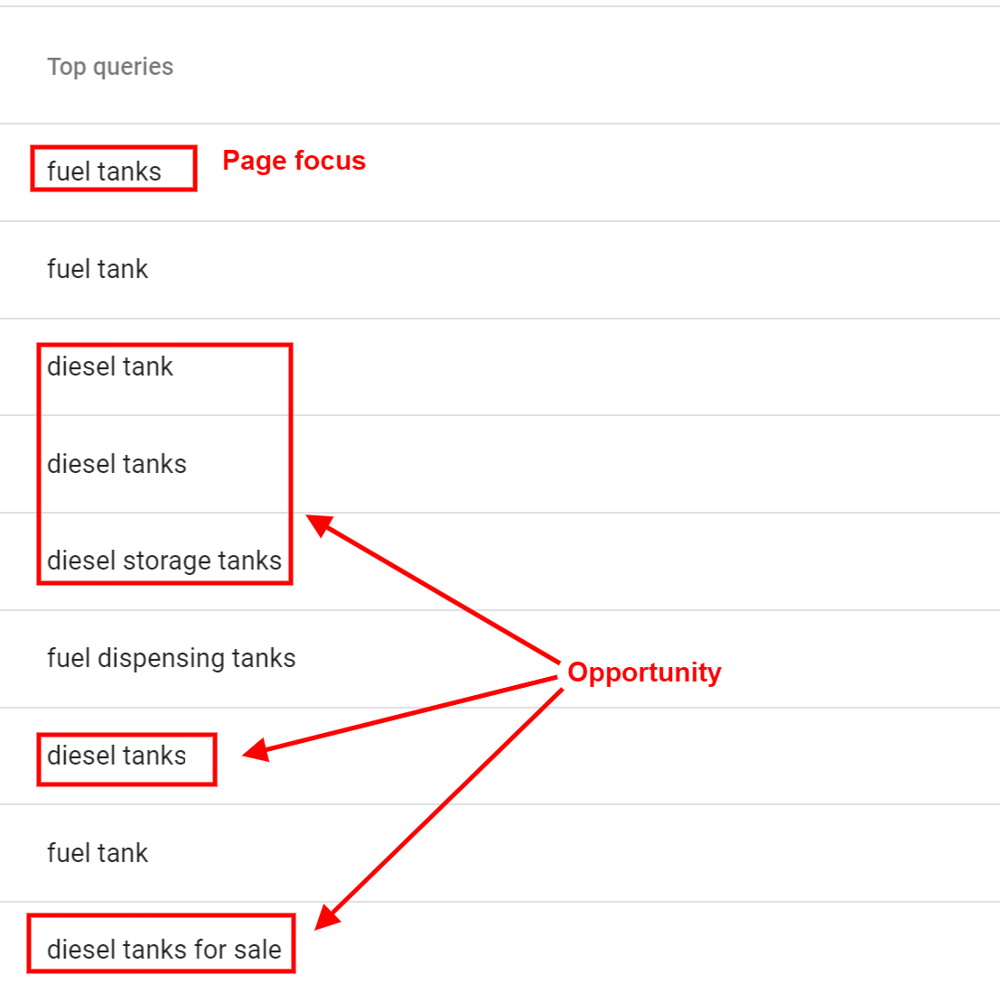 Top queries
fuel tanks
Page focus
fuel tank
diesel tank
diesel tanks
diesel storage tanks
fuel dispensing tanks
Opportunity
diesel tanks
fuel tank
diesel tanks for sale